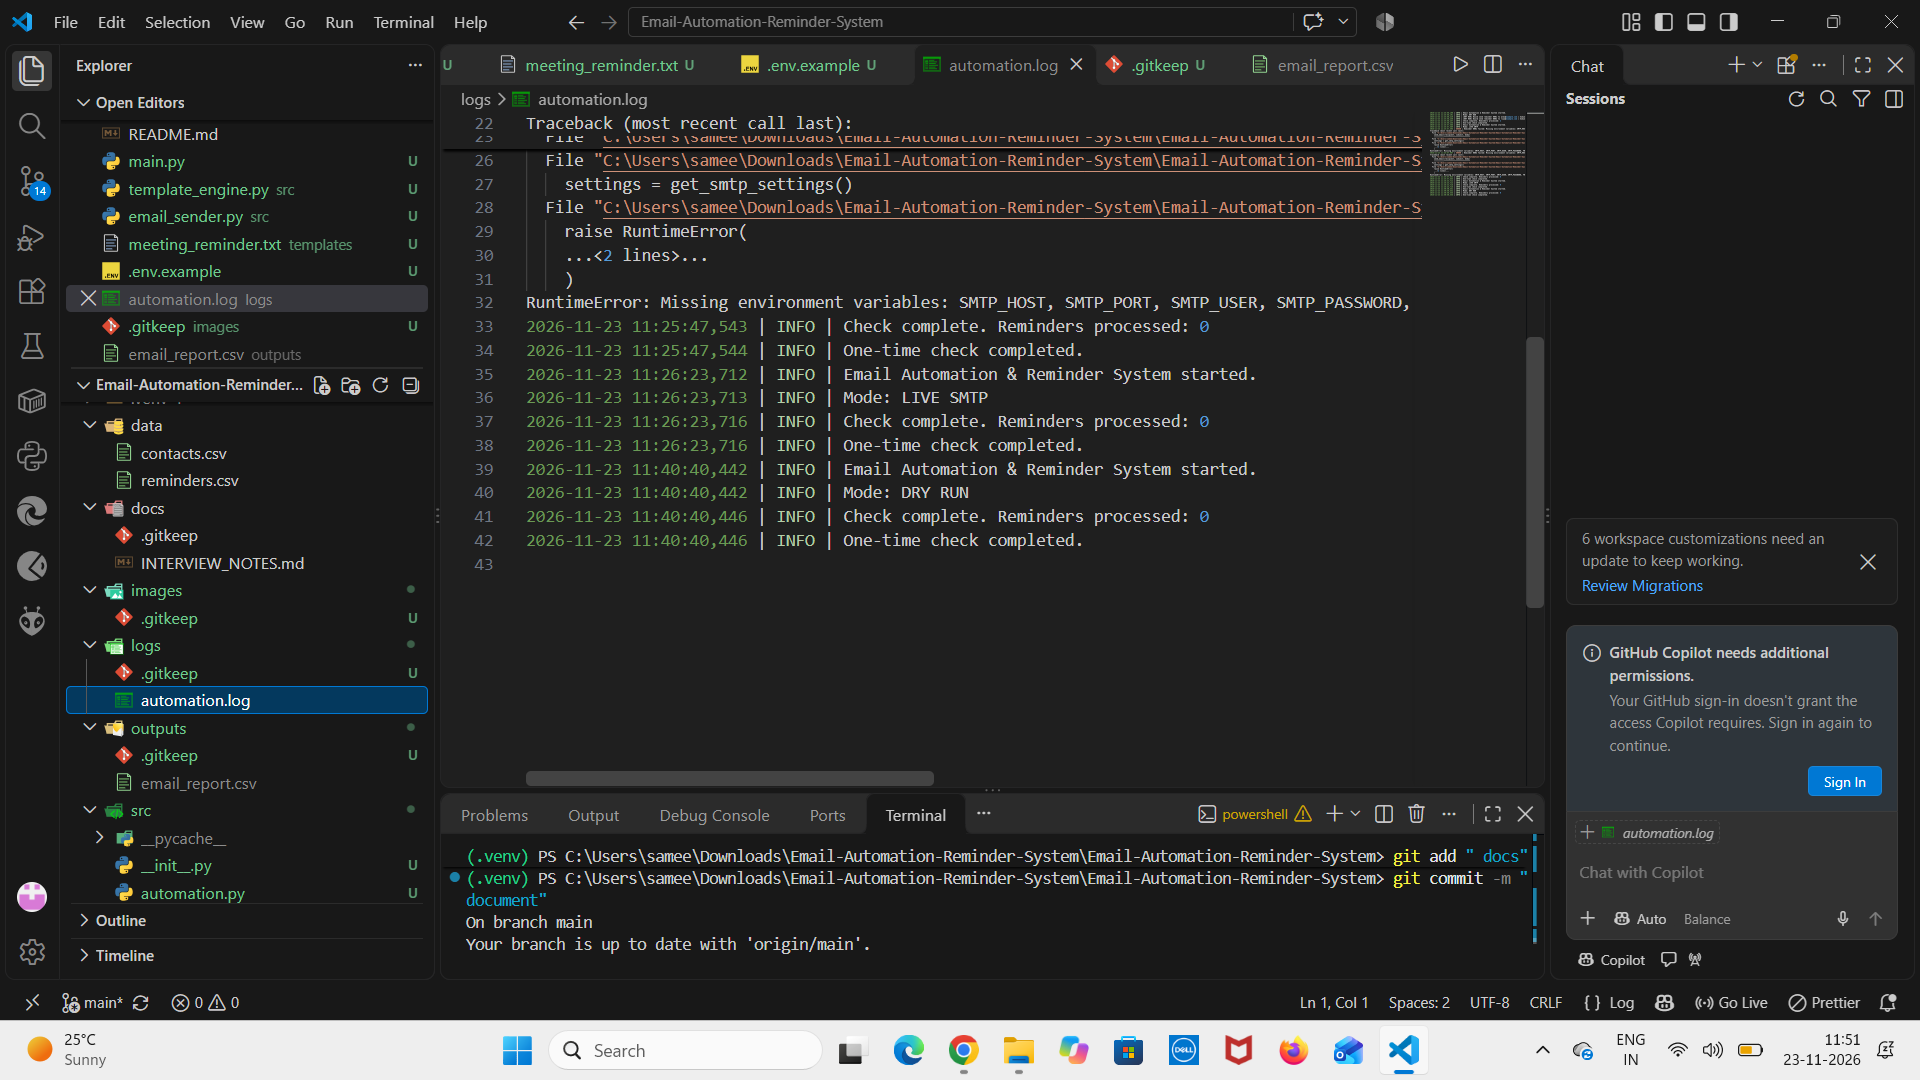 File Edit Selection View Go Run Terminal Help
Email-Automation-Reminder-System
Explorer
Open Editors
README.md
main.py U
template_engine.py src U
email_sender.py src U
meeting_reminder.txt templates U
.env.example U
automation.log logs
.gitkeep images U
email_report.csv outputs
Email-Automation-Reminder...
data
contacts.csv
reminders.csv
docs
.gitkeep
INTERVIEW_NOTES.md
images
.gitkeep U
logs
.gitkeep U
automation.log
outputs
.gitkeep U
email_report.csv
src
__pycache__
__init__.py U
automation.py U
Outline
Timeline
14
U meeting_reminder.txt U .env.example U automation.log .gitkeep U email_report.csv
logs > automation.log
22 Traceback (most recent call last):
23 File "C:\Users\samee\Downloads\Email-Automation-Reminder-System\Email-Automation-Reminder-S
26 File "C:\Users\samee\Downloads\Email-Automation-Reminder-System\Email-Automation-Reminder-S
27 settings = get_smtp_settings()
28 File "C:\Users\samee\Downloads\Email-Automation-Reminder-System\Email-Automation-Reminder-S
29 raise RuntimeError(
30 ...<2 lines>...
31 )
32 RuntimeError: Missing environment variables: SMTP_HOST, SMTP_PORT, SMTP_USER, SMTP_PASSWORD,
33 2026-11-23 11:25:47,543 | INFO | Check complete. Reminders processed: 0
34 2026-11-23 11:25:47,544 | INFO | One-time check completed.
35 2026-11-23 11:26:23,712 | INFO | Email Automation & Reminder System started.
36 2026-11-23 11:26:23,713 | INFO | Mode: LIVE SMTP
37 2026-11-23 11:26:23,716 | INFO | Check complete. Reminders processed: 0
38 2026-11-23 11:26:23,716 | INFO | One-time check completed.
39 2026-11-23 11:40:40,442 | INFO | Email Automation & Reminder System started.
40 2026-11-23 11:40:40,442 | INFO | Mode: DRY RUN
41 2026-11-23 11:40:40,446 | INFO | Check complete. Reminders processed: 0
42 2026-11-23 11:40:40,446 | INFO | One-time check completed.
43
Problems Output Debug Console Ports Terminal
powershell
(.venv) PS C:\Users\samee\Downloads\Email-Automation-Reminder-System\Email-Automation-Reminder-System> git add " docs"
(.venv) PS C:\Users\samee\Downloads\Email-Automation-Reminder-System\Email-Automation-Reminder-System> git commit -m "
document"
On branch main
Your branch is up to date with 'origin/main'.
Chat
Sessions
6 workspace customizations need an
update to keep working.
Review Migrations
GitHub Copilot needs additional
permissions.
Your GitHub sign-in doesn't grant the
access Copilot requires. Sign in again to
continue.
Sign In
automation.log
Chat with Copilot
Auto Balance
Copilot
main* 0 0
Ln 1, Col 1 Spaces: 2 UTF-8 CRLF { } Log Go Live Prettier
25°C
Sunny
Search
DELL
ENG
IN
11:51
23-11-2026